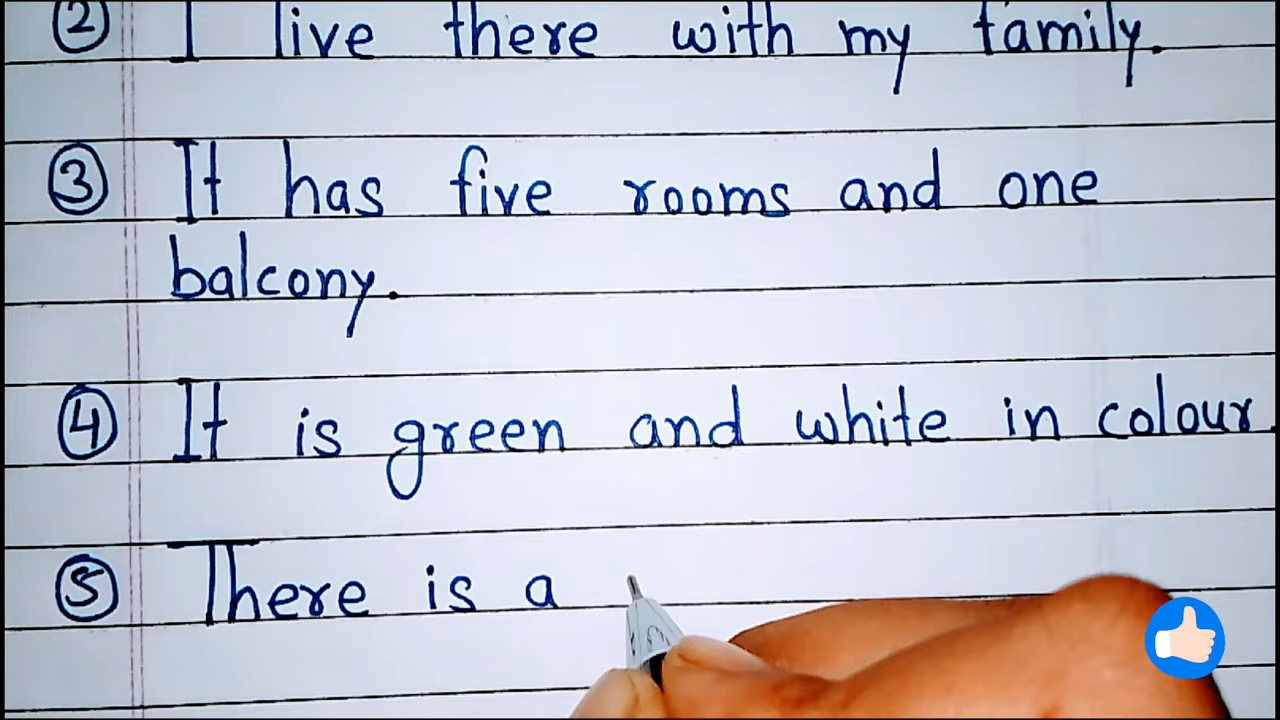 ② I live there with my family.
③ It has five rooms and one
balcony.
④ It is green and white in colour.
⑤ There is a